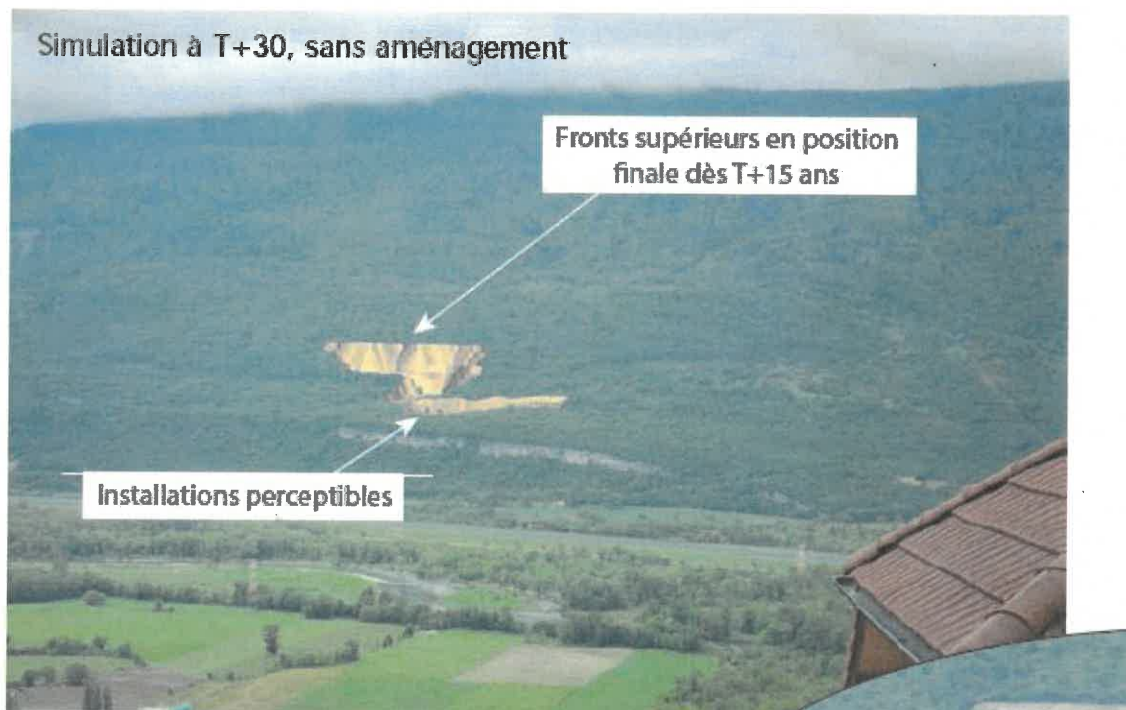 Simulation à T+30, sans aménagement
Fronts supérieurs en position
finale dès T+15 ans
Installations perceptibles